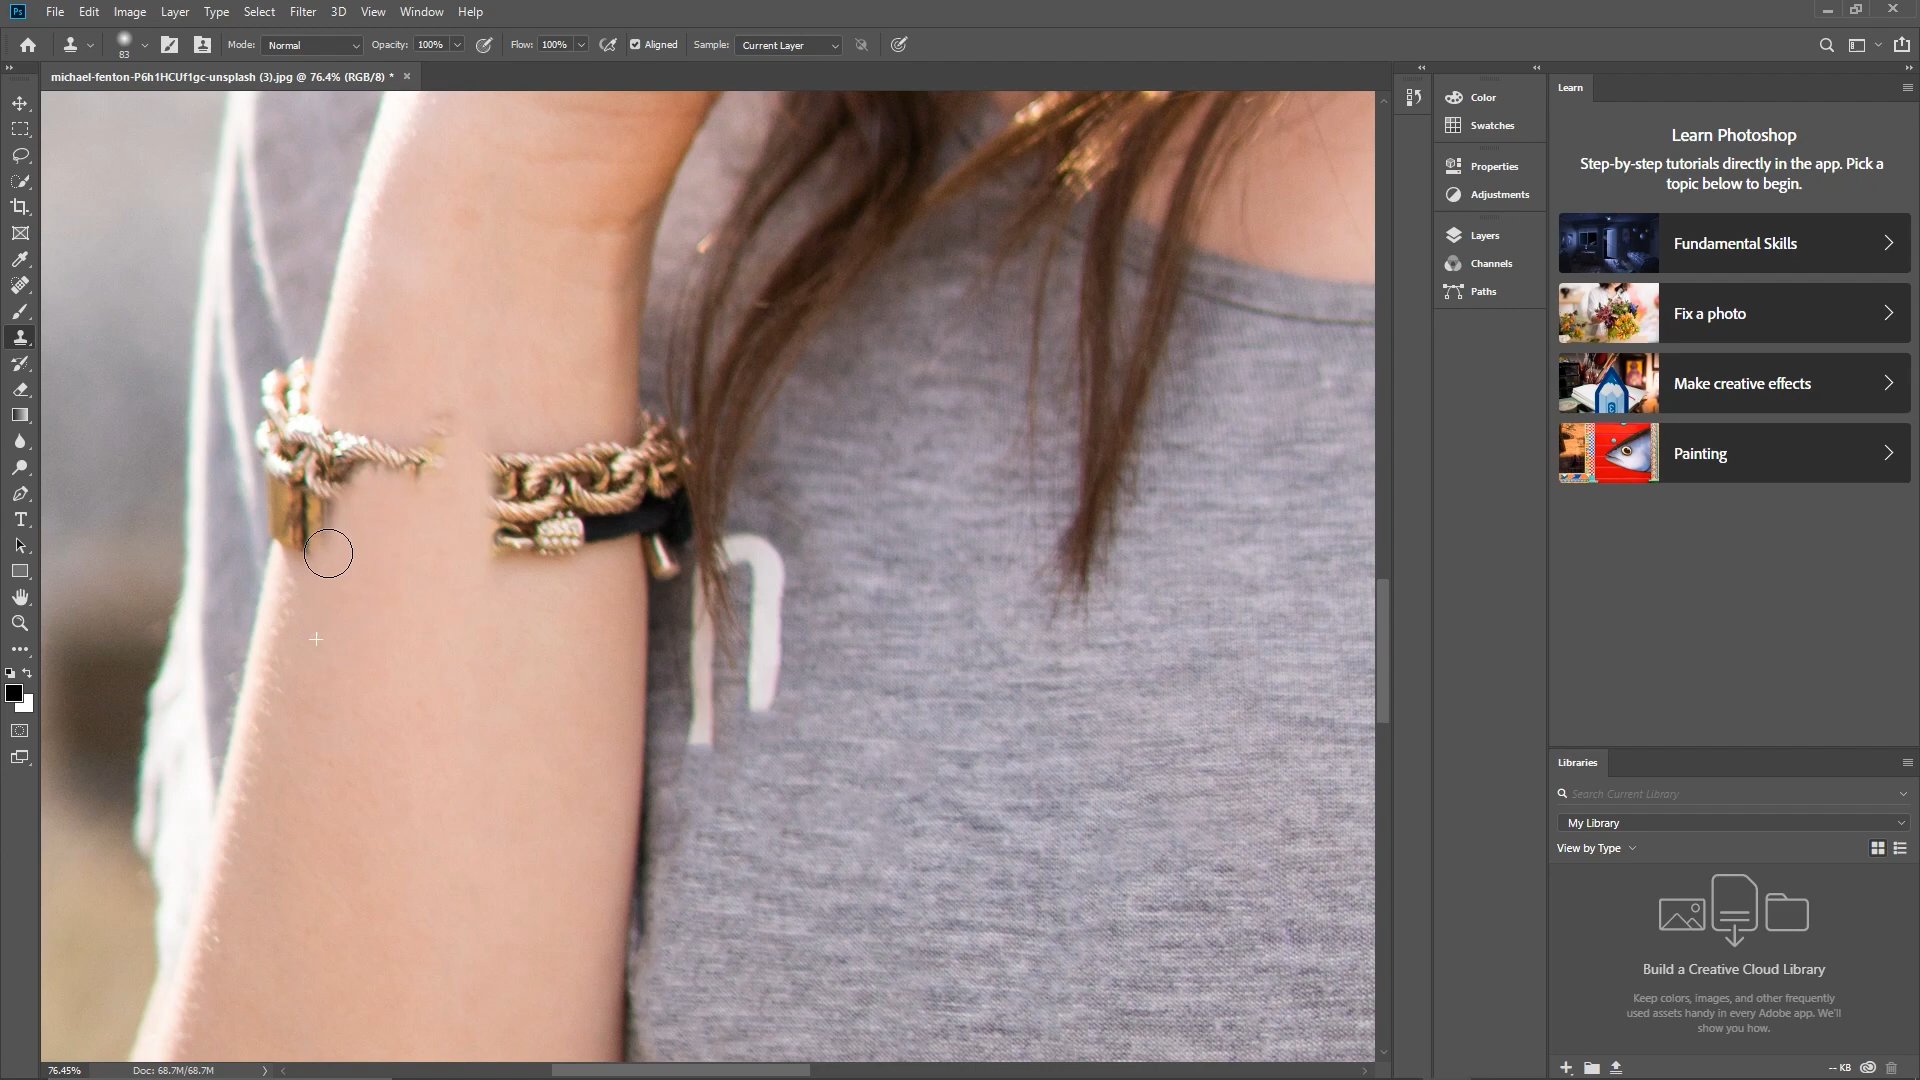 Ps File Edit Image Layer Type Select Filter 3D View Window Help
83 Mode: Normal Opacity: 100% Flow: 100% Aligned Sample: Current Layer
michael-fenton-P6h1HCUf1gc-unsplash (3).jpg @ 76.4% (RGB/8) *
Color
Swatches
Properties
Adjustments
Layers
Channels
Paths
Learn
Learn Photoshop
Step-by-step tutorials directly in the app. Pick a
topic below to begin.
Fundamental Skills
Fix a photo
Make creative effects
Painting
Libraries
Search Current Library
My Library
View by Type
Build a Creative Cloud Library
Keep colors, images, and other frequently
used assets handy in every Adobe app. We'll
show you how.
-- KB
76.45% Doc: 68.7M/68.7M